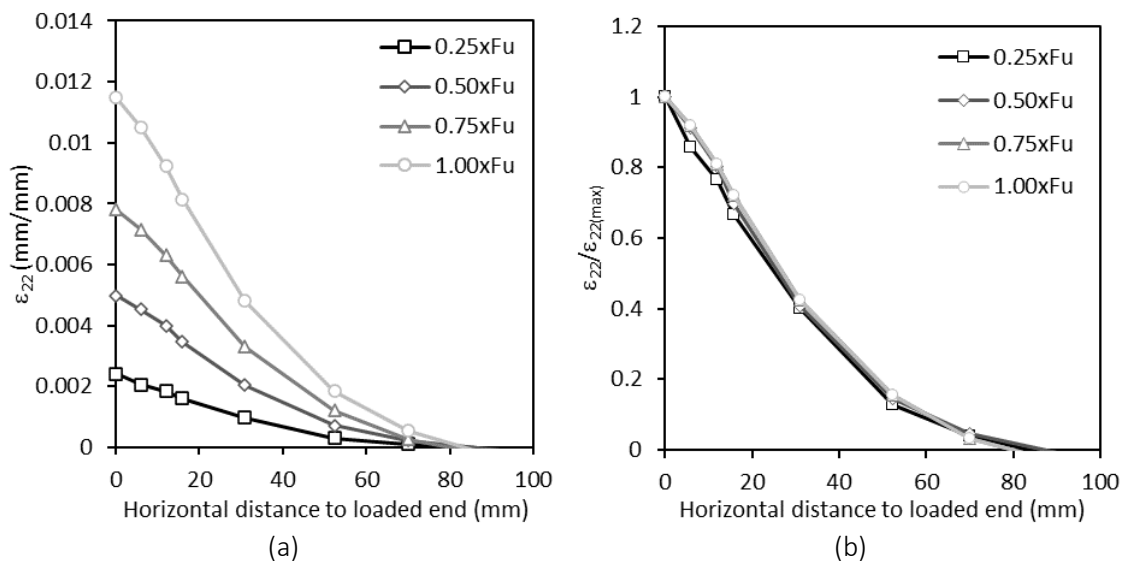 0.014
0.012
0.01
0.008
0.006
0.004
0.002
0
ε22 (mm/mm)
0.25xFu
0.50xFu
0.75xFu
1.00xFu
0 20 40 60 80 100
Horizontal distance to loaded end (mm)
(a)
1.2
1
0.8
0.6
0.4
0.2
0
ε22/ε22(max)
0.25xFu
0.50xFu
0.75xFu
1.00xFu
0 20 40 60 80 100
Horizontal distance to loaded end (mm)
(b)